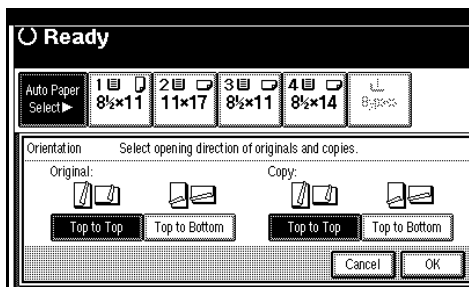 Ready
Auto Paper
Select▶
1 2 3 4
8½×11 11×17 8½×11 8½×14
Orientation Select opening direction of originals and copies.
Original: Copy:
Top to Top Top to Bottom Top to Top Top to Bottom
Cancel OK